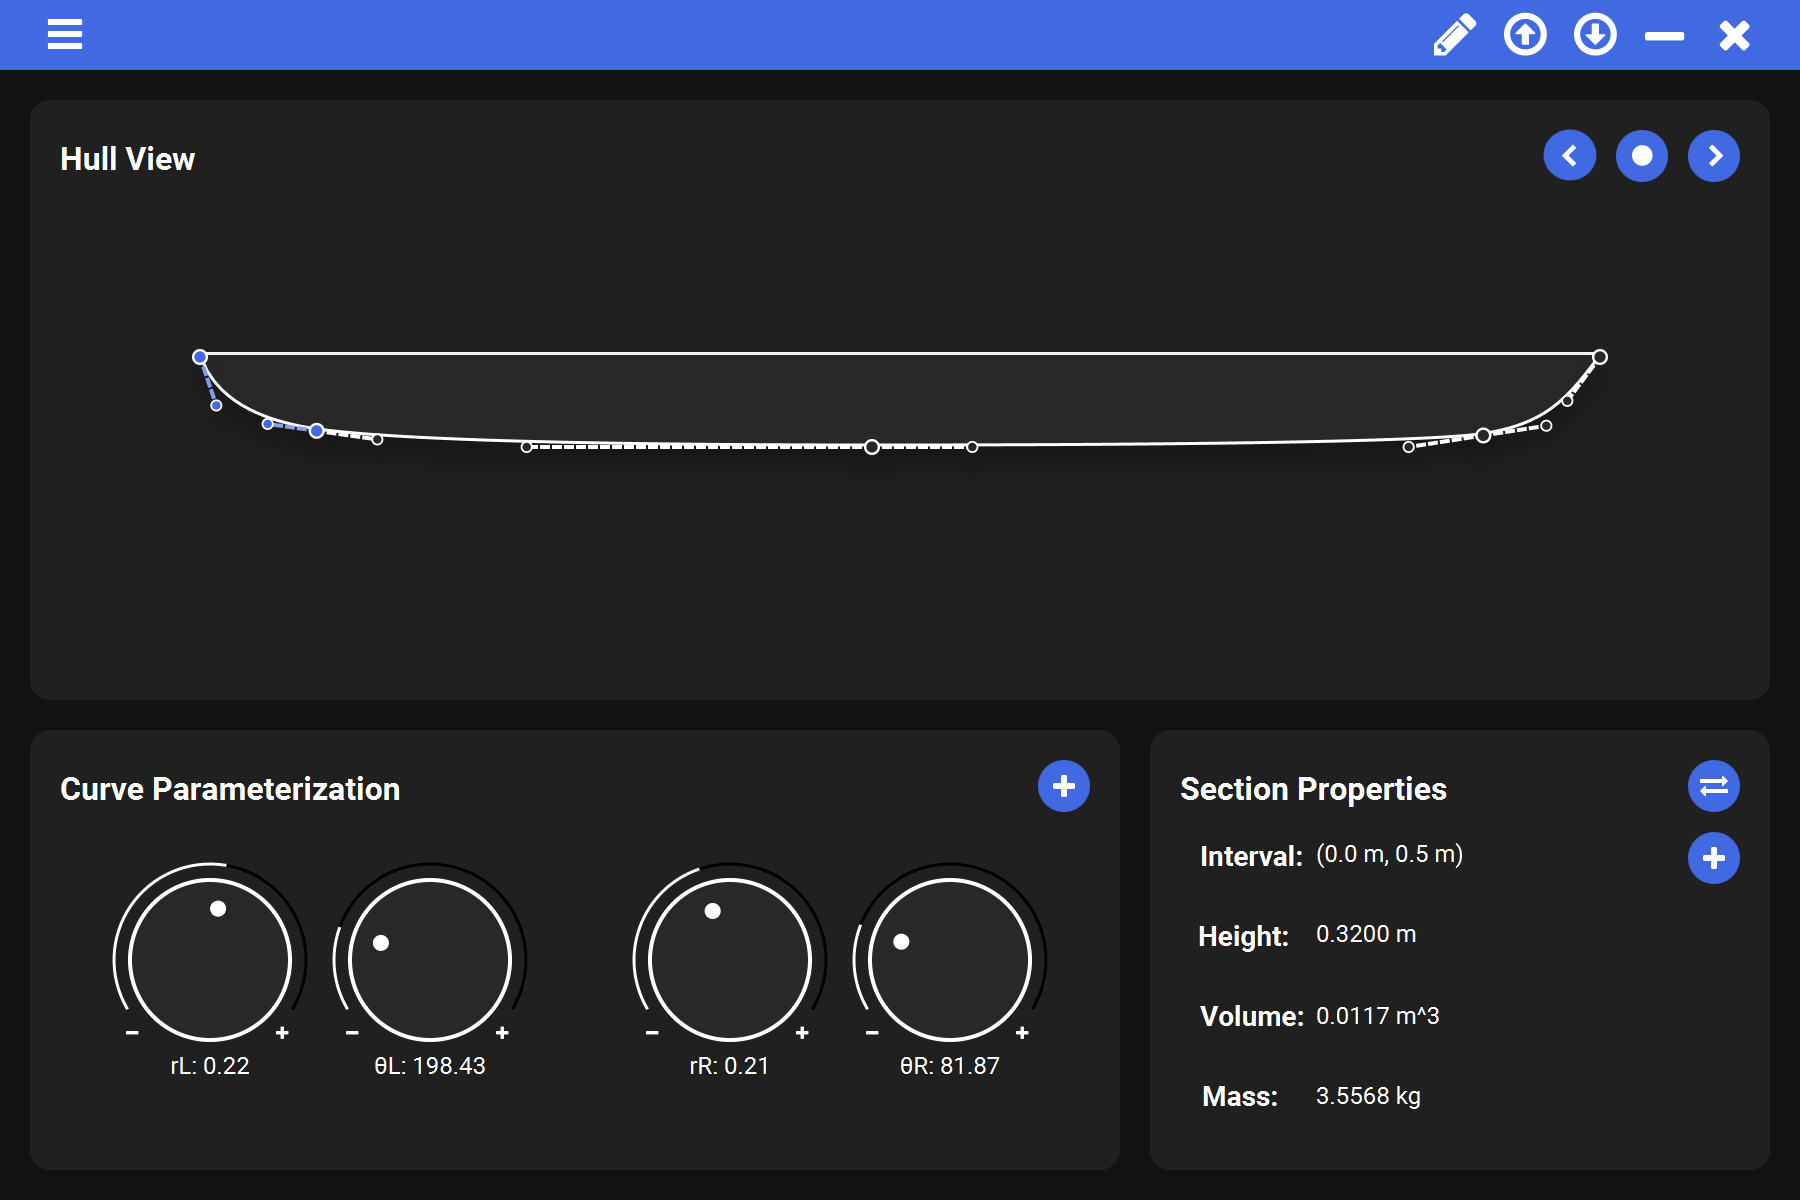 Hull View
Curve Parameterization
rL: 0.22
θL: 198.43
rR: 0.21
θR: 81.87
Section Properties
Interval: (0.0 m, 0.5 m)
Height: 0.3200 m
Volume: 0.0117 m^3
Mass: 3.5568 kg